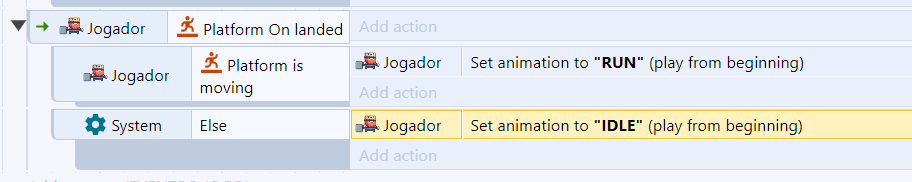 Jogador Platform On landed Add action
Jogador Platform is moving Set animation to "RUN" (play from beginning)
Jogador
Add action
System Else Jogador Set animation to "IDLE" (play from beginning)
Add action